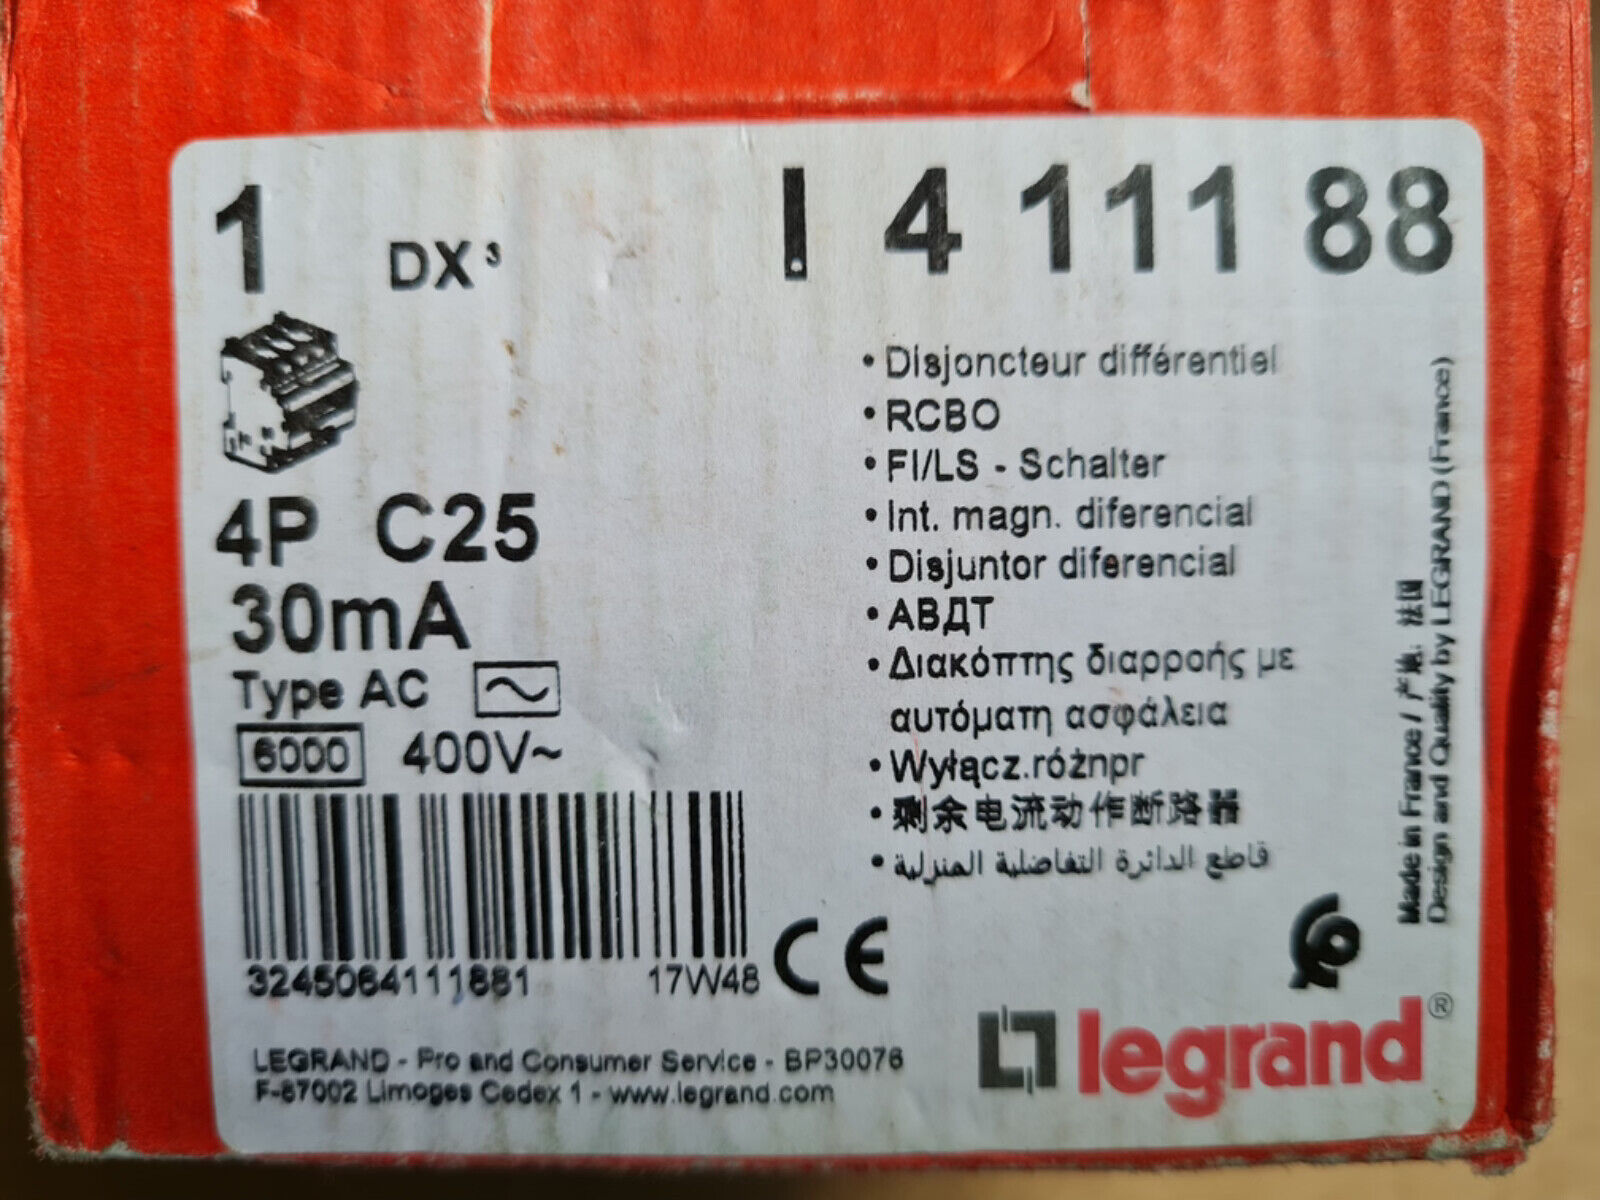 1 DX³ 4 111 88
4P C25
30mA
Type AC
6000 400V~
3245064111881 17W48
CE
LEGRAND - Pro and Consumer Service - BP30076
F-87002 Limoges Cedex 1 - www.legrand.com
• Disjoncteur différentiel
• RCBO
• FI/LS - Schalter
• Int. magn. diferencial
• Disjuntor diferencial
• АВДТ
• Διακόπτης διαρροής με
αυτόματη ασφάλεια
• Wyłącz.różnpr
• 剩余电流动作断路器
• قاطع الدائرة التفاضلية المنزلية
Made in France / 产地: 法国
Design and Quality by LEGRAND (France)
legrand®